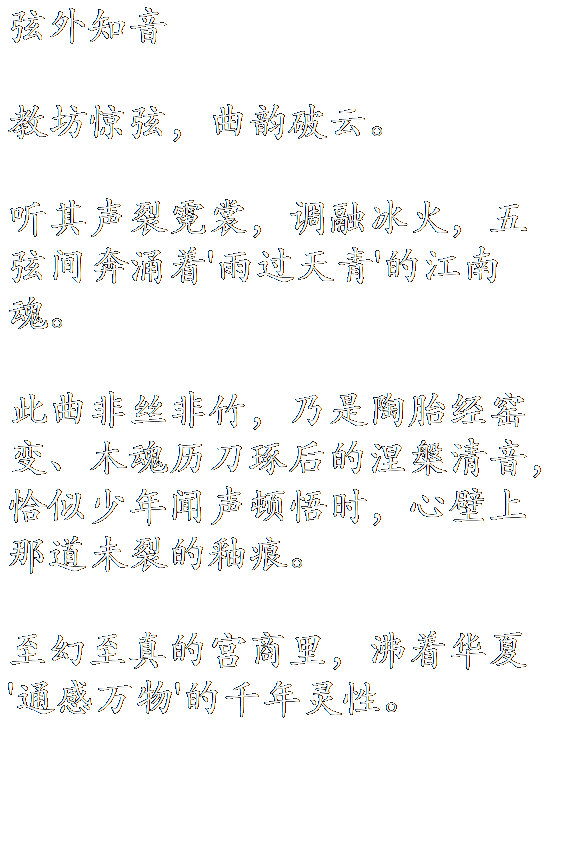 弦外知音
教坊惊弦，曲韵破云。
听其声裂霓裳，调融冰火，五
弦间奔涌着'雨过天青'的江南
魂。
此曲非丝非竹，乃是陶胎经窑
变、木魂历刀琢后的涅槃清音，
恰似少年闻声顿悟时，心壁上
那道未裂的釉痕。
至幻至真的宫商里，沸着华夏
'通感万物'的千年灵性。